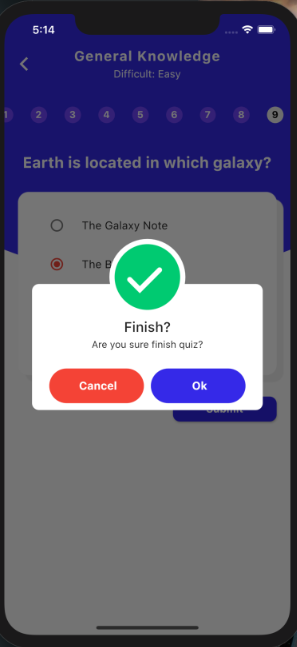 5:14
General Knowledge
Difficult: Easy
1 2 3 4 5 6 7 8 9
Earth is located in which galaxy?
The Galaxy Note
The B
Finish?
Are you sure finish quiz?
Cancel Ok
Submit